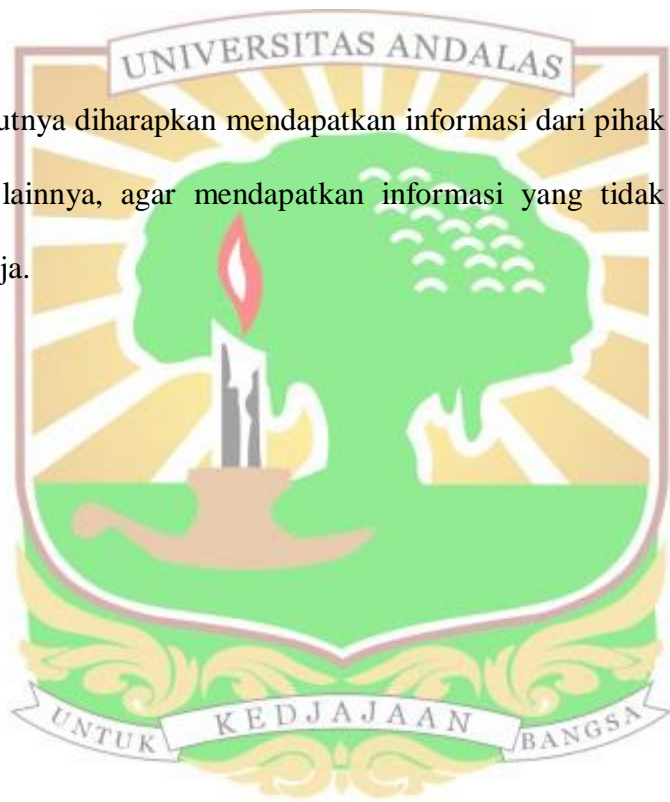 UNIVERSITAS ANDALAS
utnya diharapkan mendapatkan informasi dari pihak
lainnya, agar mendapatkan informasi yang tidak
ja.
UNTUK KEDJAJAAN BANGSA